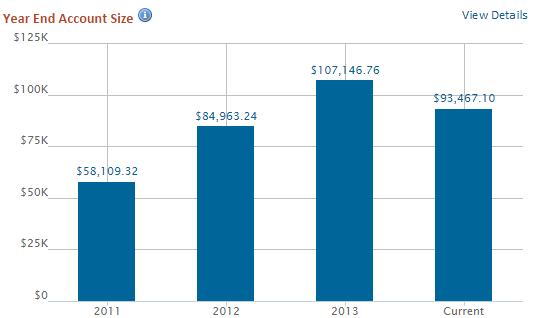 Year End Account Size
View Details
$125K
$107,146.76
$100K
$93,467.10
$84,963.24
$75K
$58,109.32
$50K
$25K
$0
2011 2012 2013 Current